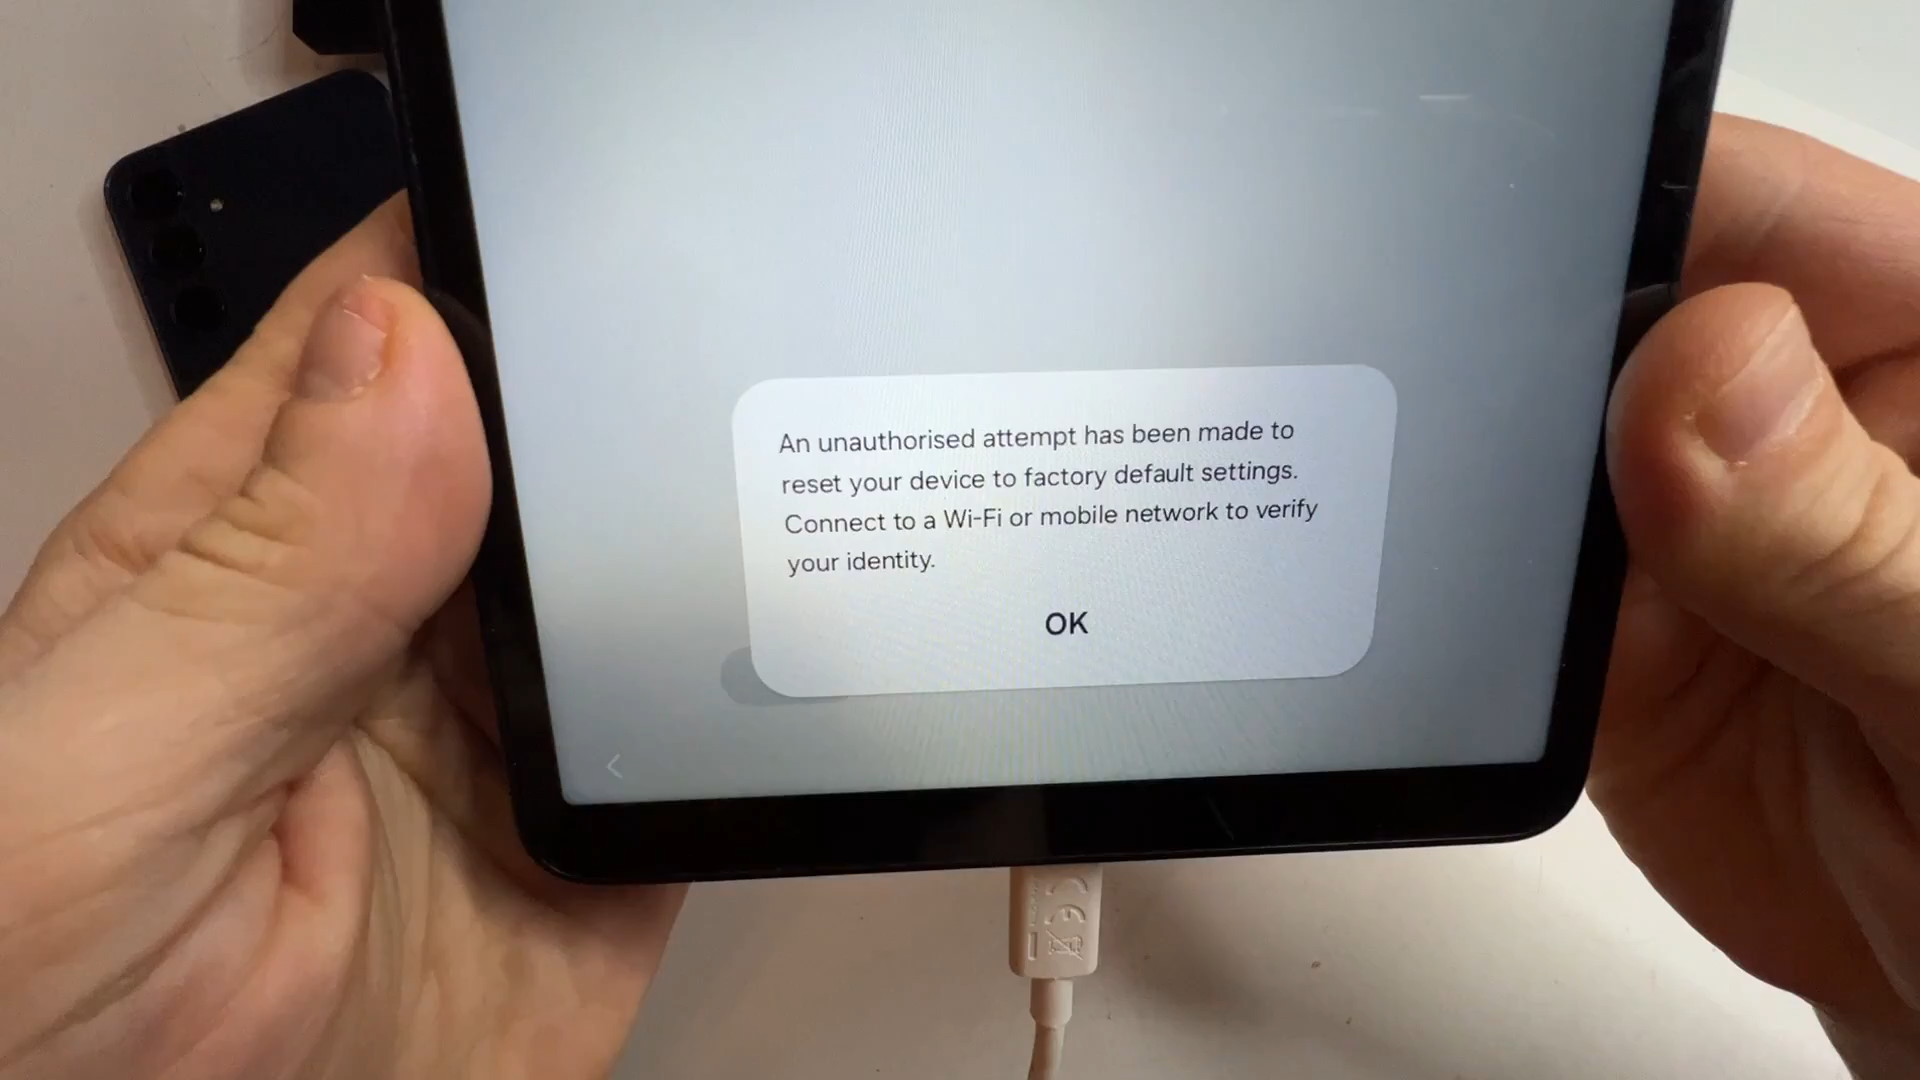 An unauthorised attempt has been made to
reset your device to factory default settings.
Connect to a Wi-Fi or mobile network to verify
your identity.
OK
CE